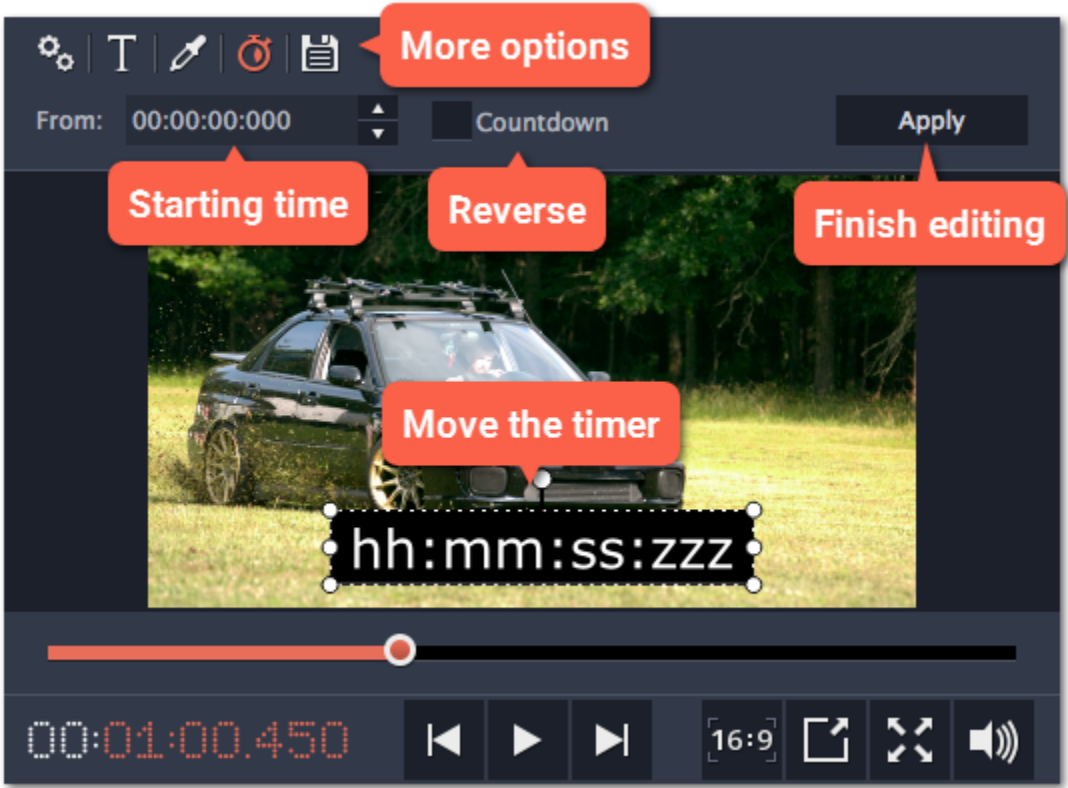 T
More options
From: 00:00:00:000
Countdown
Apply
Starting time
Reverse
Finish editing
Move the timer
hh:mm:ss:zzz
00:01:00.450
16:9